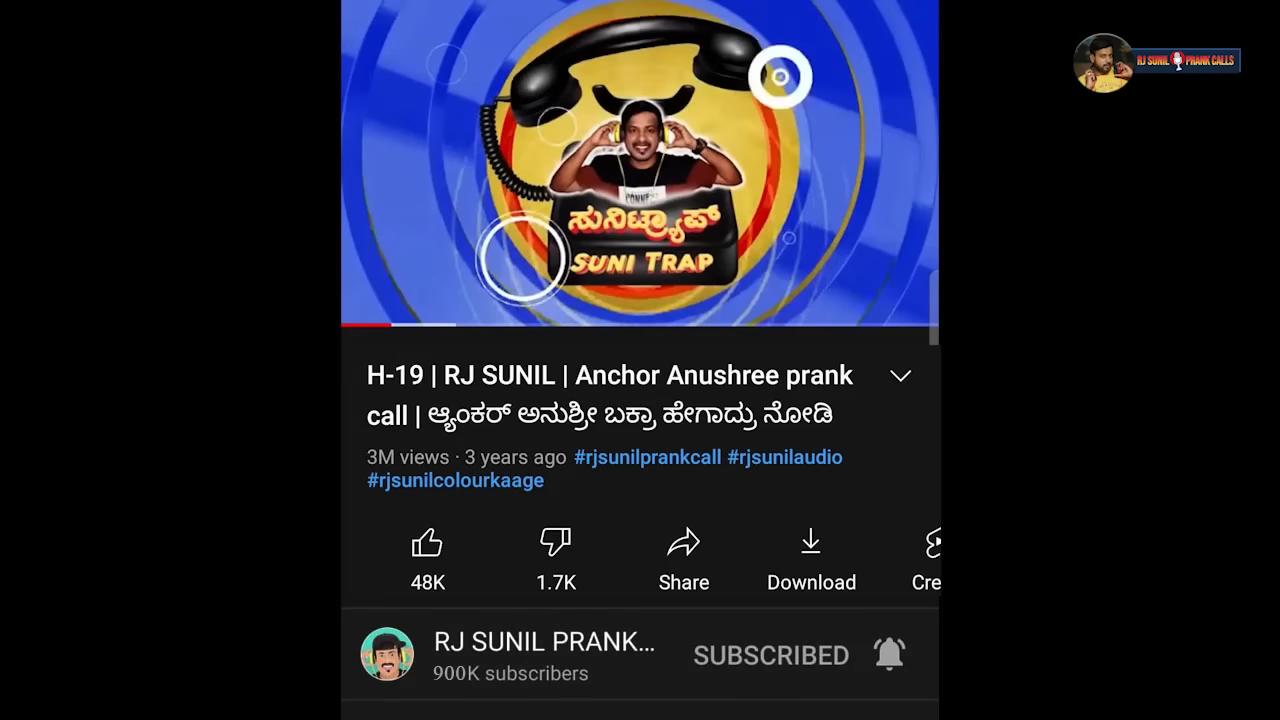 RJ SUNIL PRANK CALLS
CONNE
ಸುನಿಟ್ರ್ಯಾಪ್
SUNI TRAP
H-19 | RJ SUNIL | Anchor Anushree prank
call | ಆ್ಯಂಕರ್ ಅನುಶ್ರೀ ಬಕ್ರಾ ಹೇಗಾದ್ರು ನೋಡಿ
3M views · 3 years ago #rjsunilprankcall #rjsunilaudio
#rjsunilcolourkaage
48K 1.7K Share Download Cre
RJ SUNIL PRANK...
SUBSCRIBED
900K subscribers